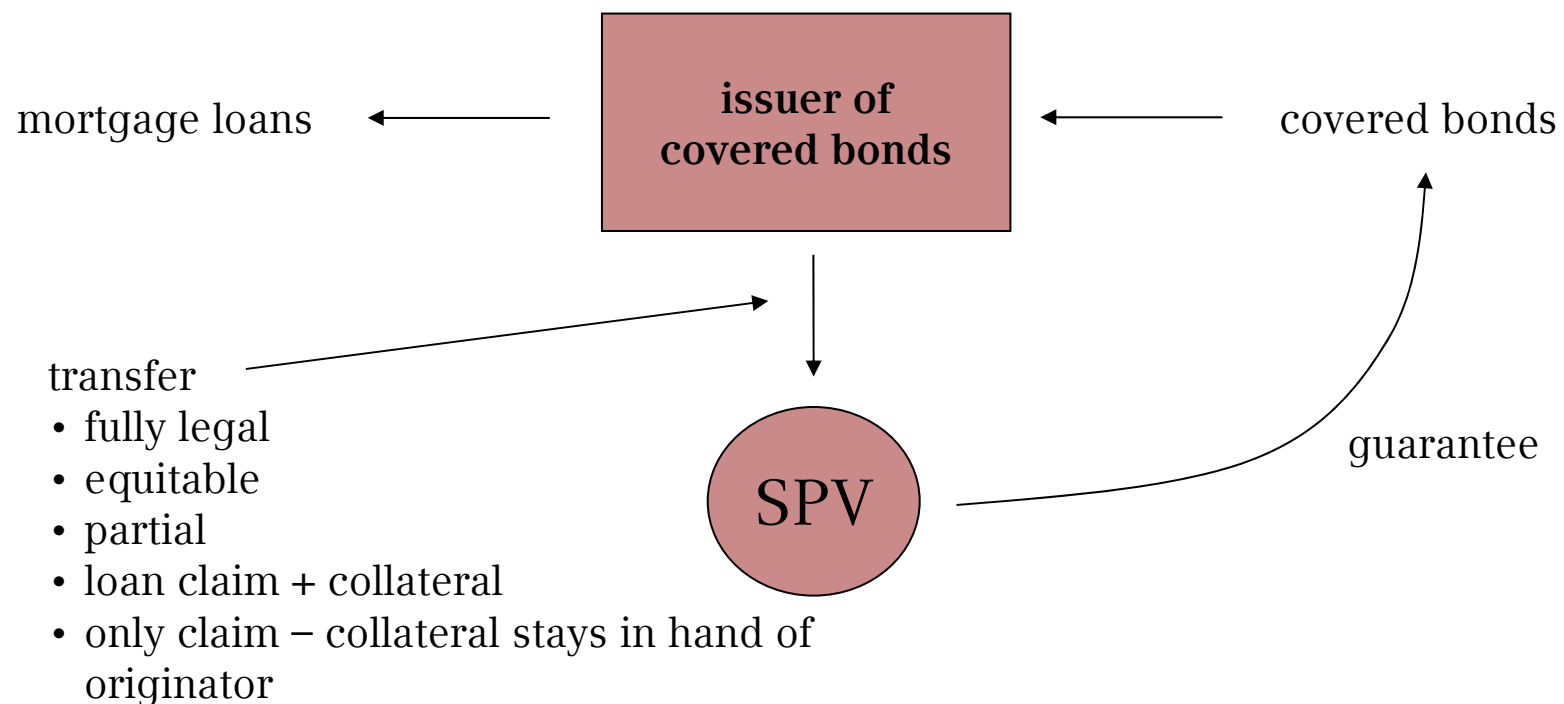 issuer of
covered bonds
mortgage loans
covered bonds
transfer
• fully legal
• equitable
• partial
• loan claim + collateral
• only claim – collateral stays in hand of
originator
SPV
guarantee